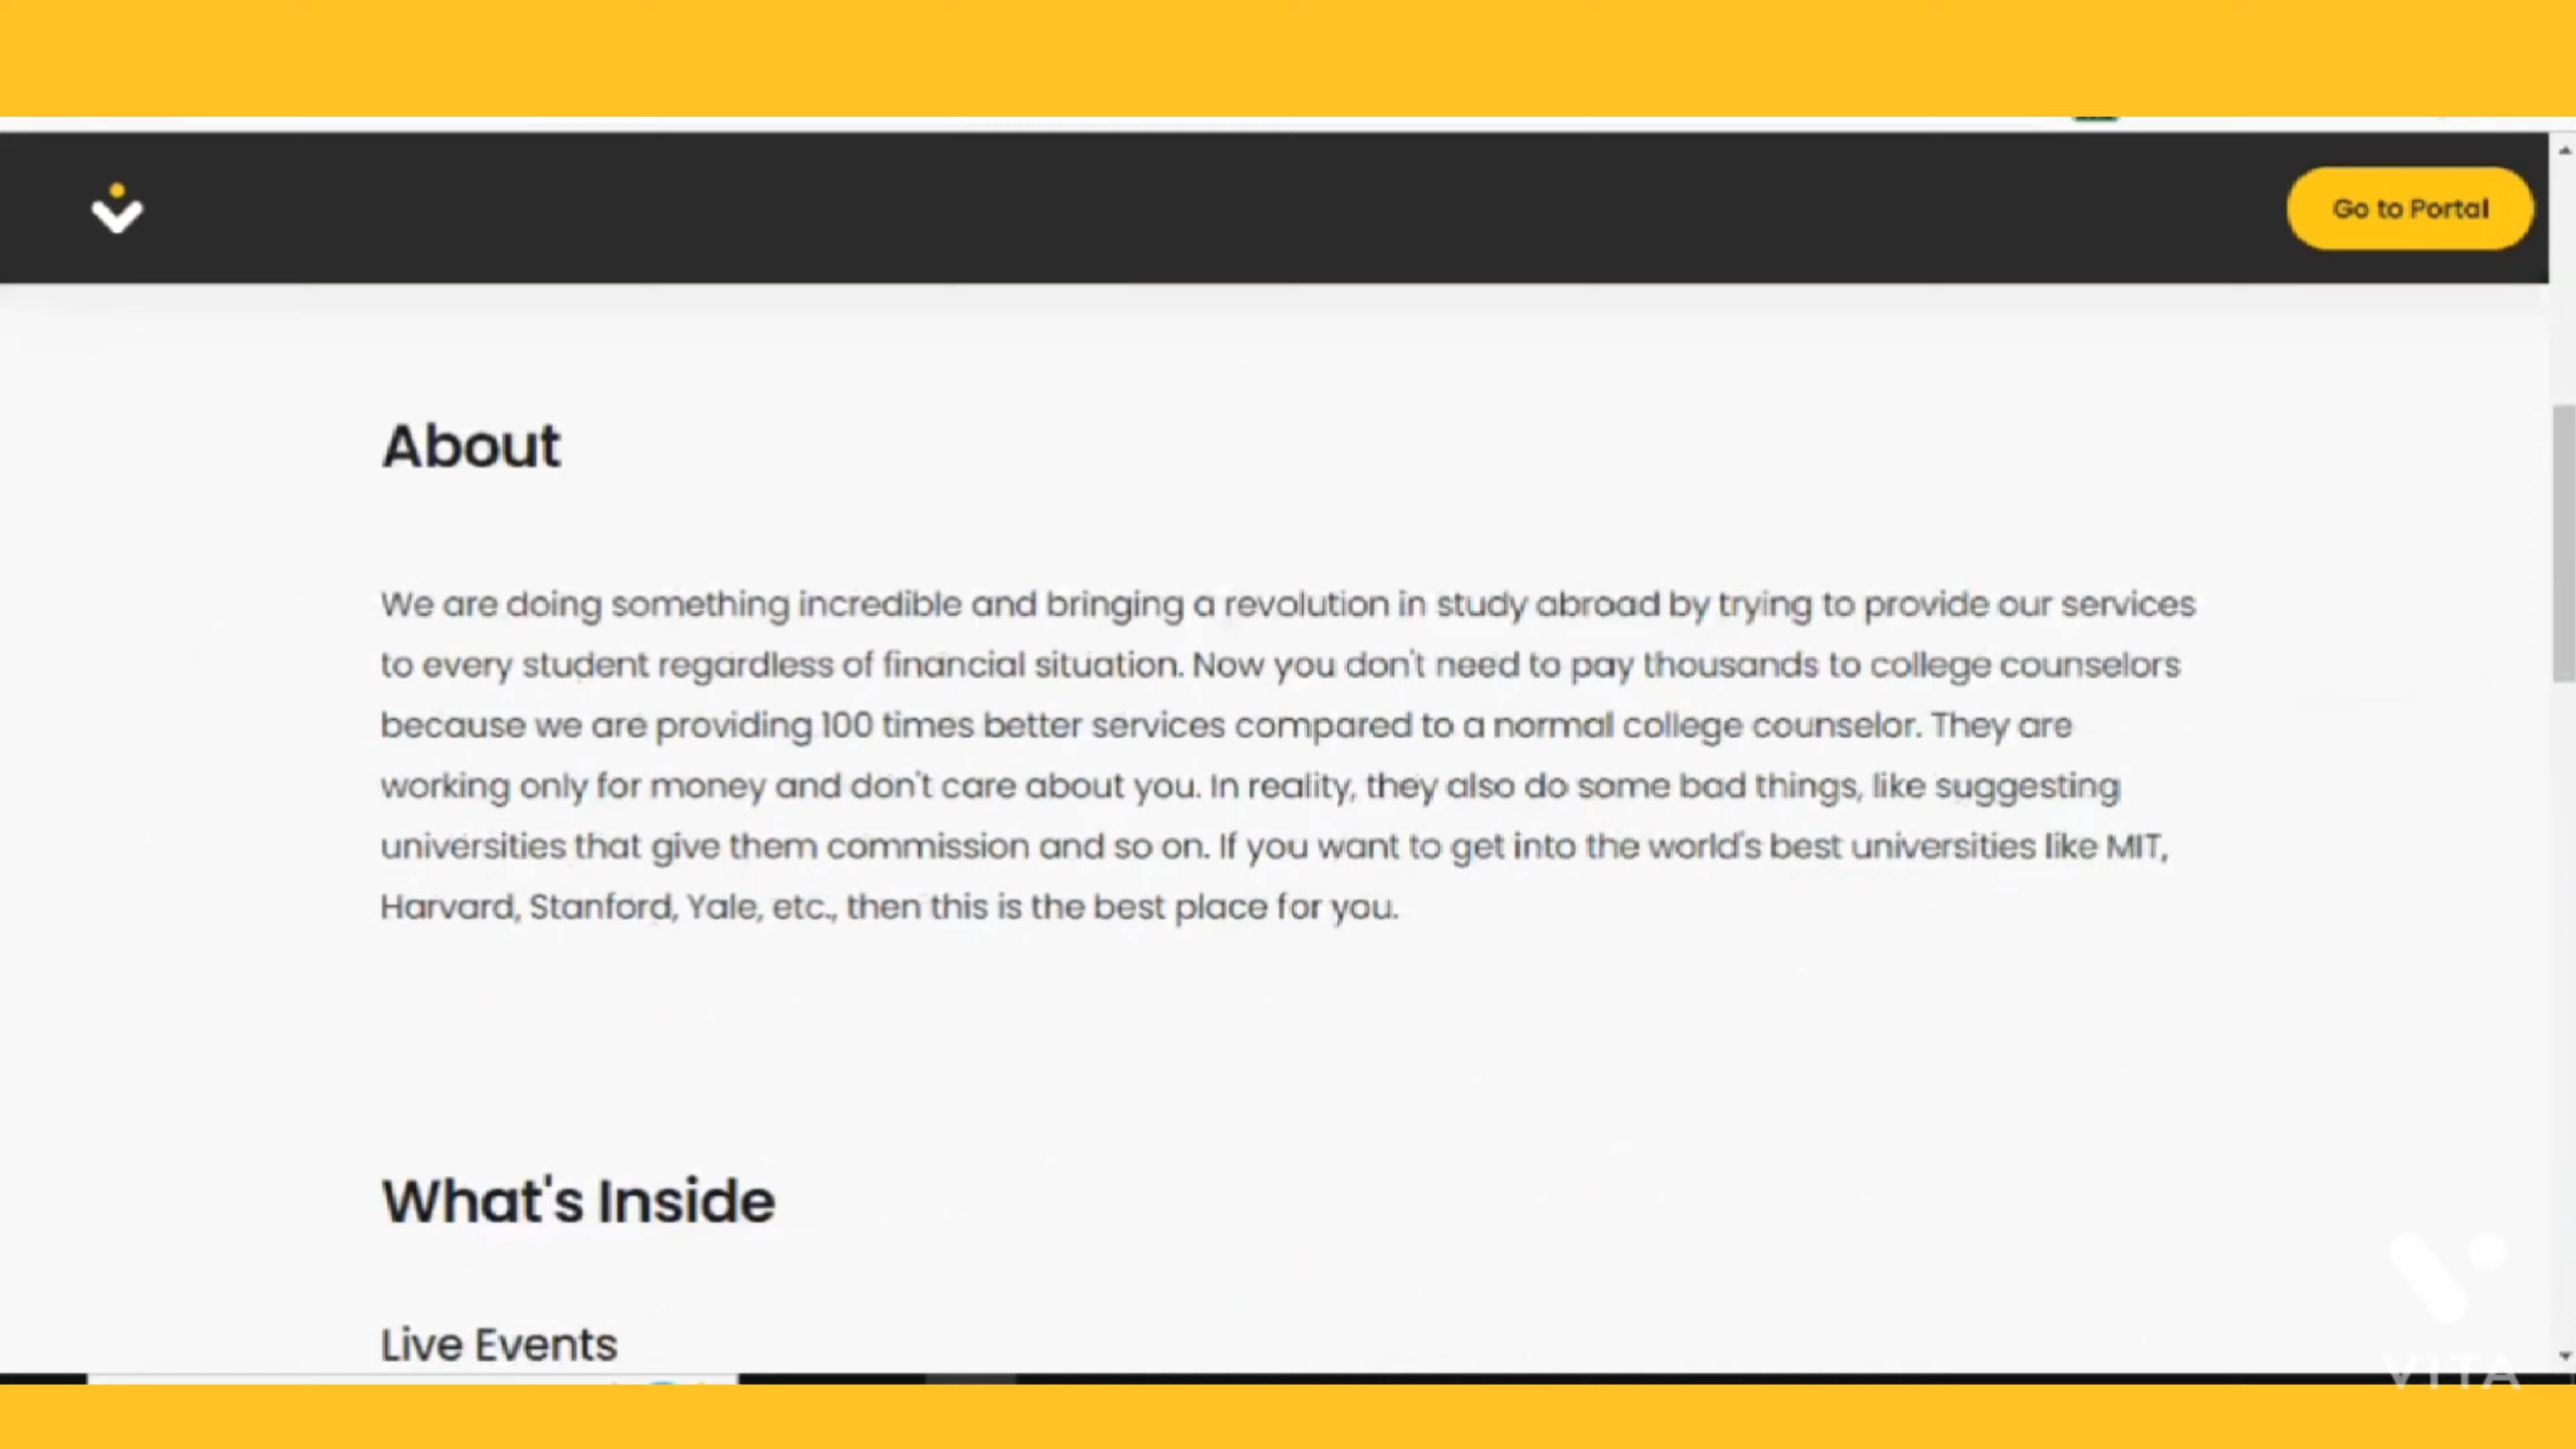 Go to Portal
About
We are doing something incredible and bringing a revolution in study abroad by trying to provide our services
to every student regardless of financial situation. Now you don't need to pay thousands to college counselors
because we are providing 100 times better services compared to a normal college counselor. They are
working only for money and don't care about you. In reality, they also do some bad things, like suggesting
universities that give them commission and so on. If you want to get into the world's best universities like MIT,
Harvard, Stanford, Yale, etc., then this is the best place for you.
What's Inside
Live Events
VITA